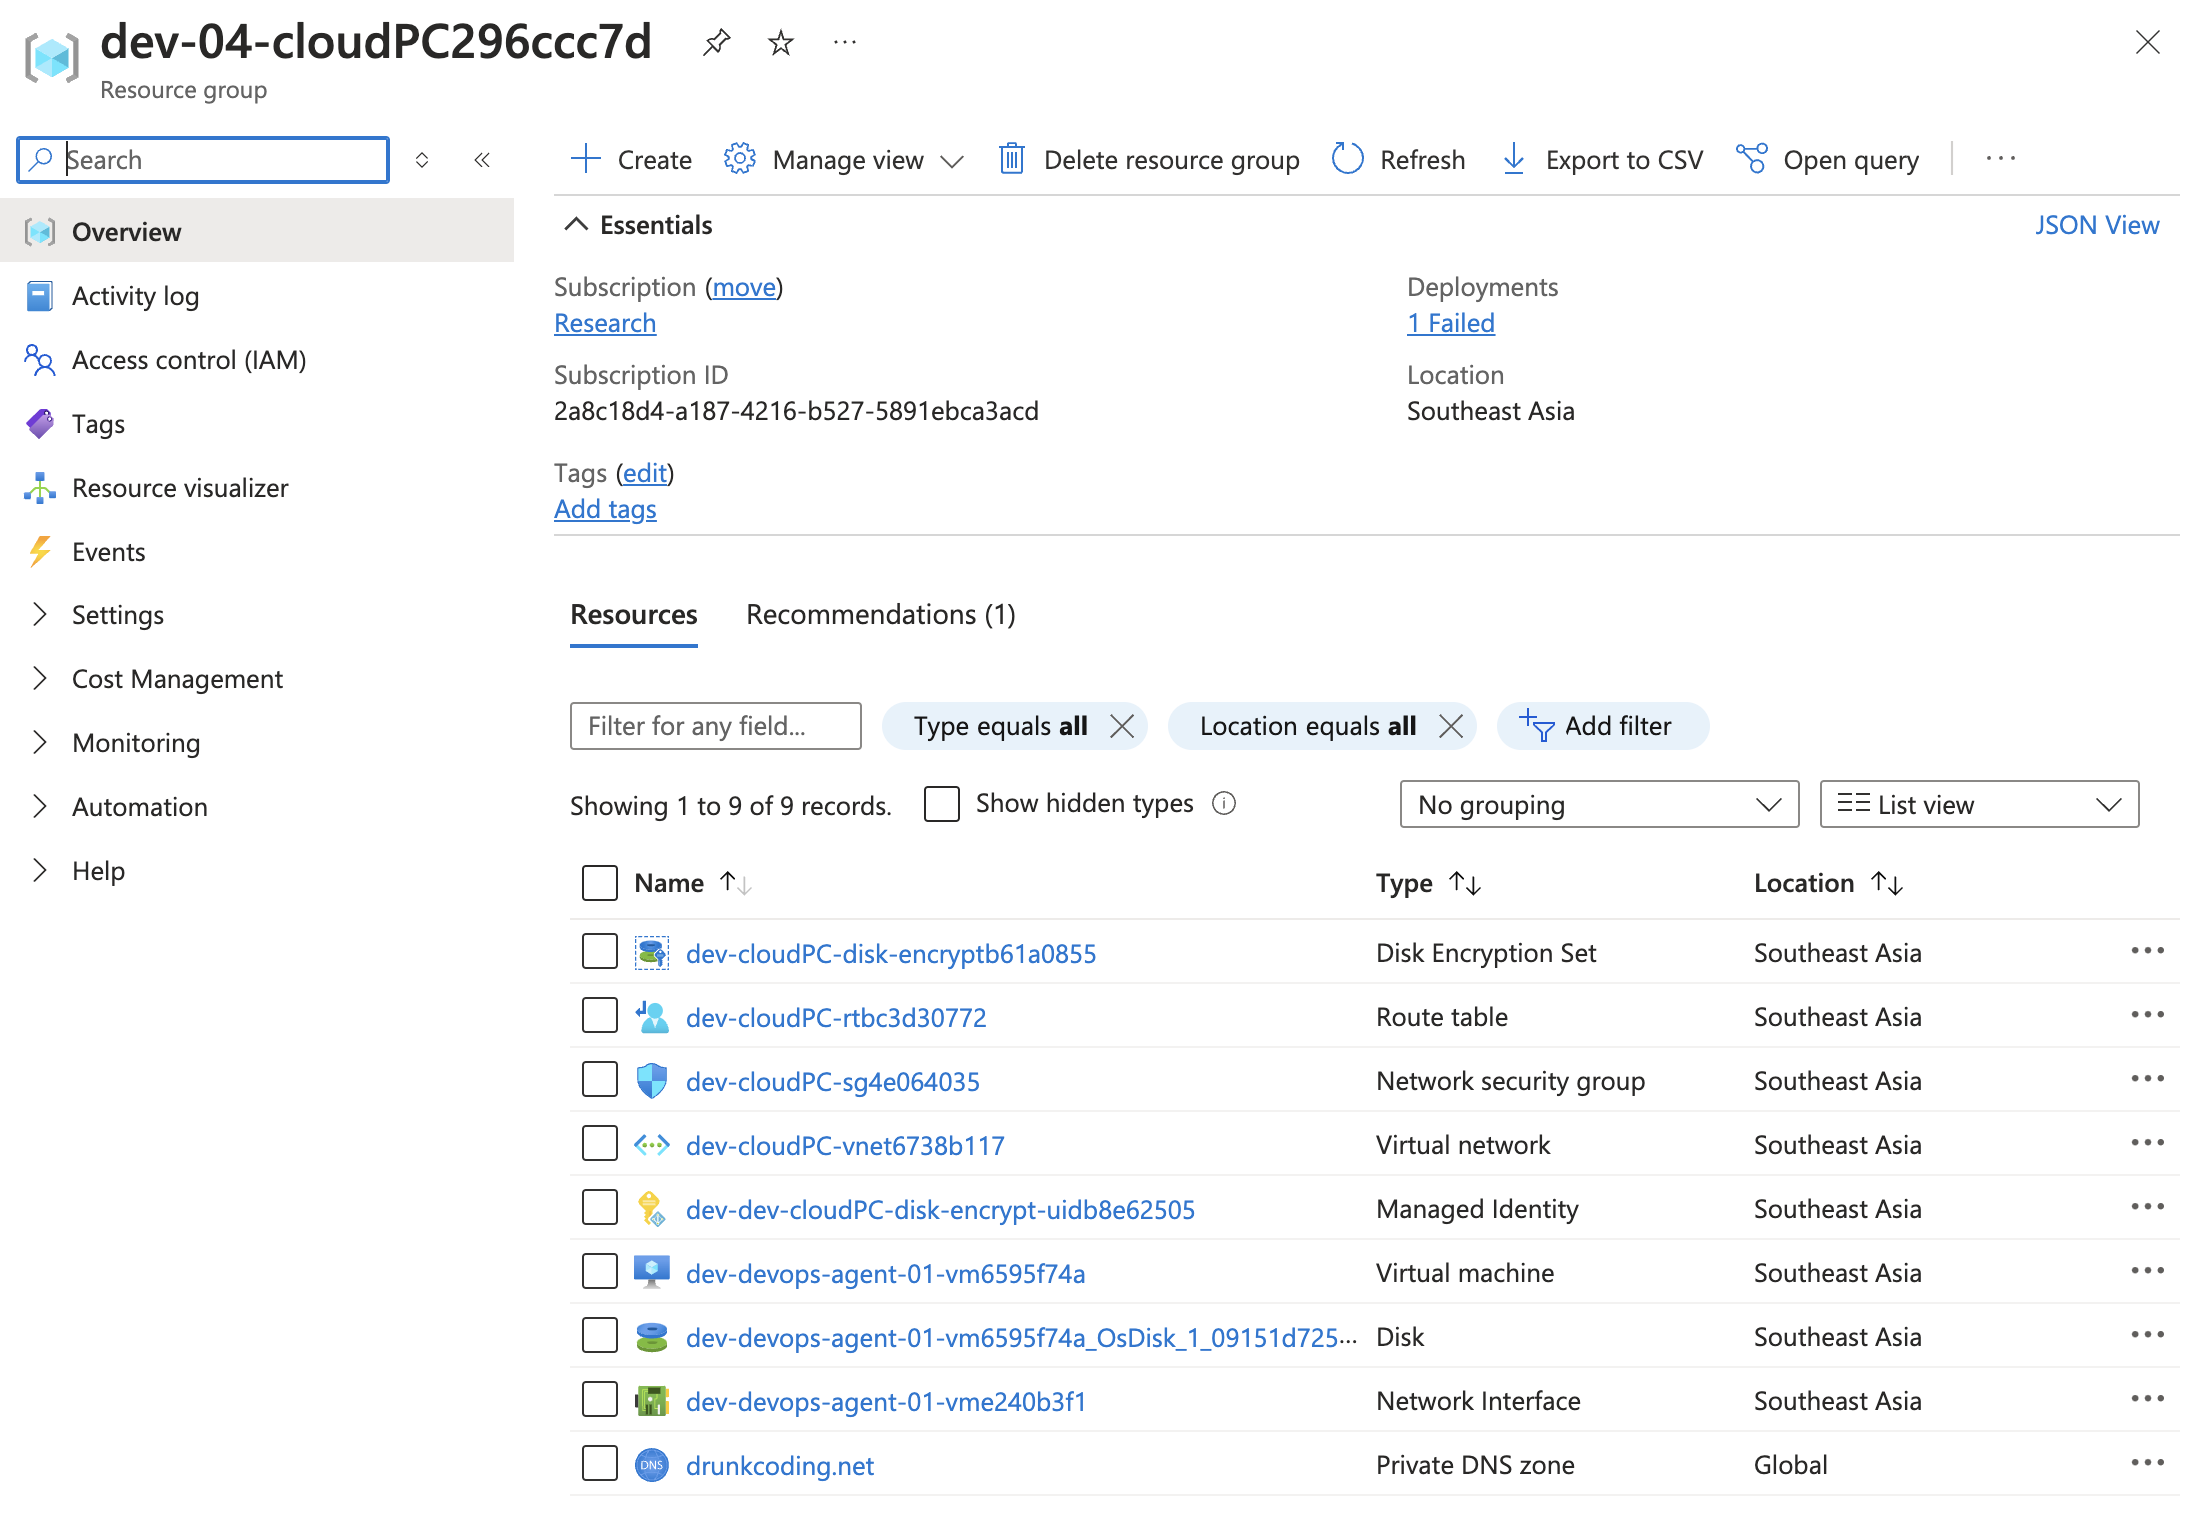 dev-04-cloudPC296ccc7d
Resource group
Search
Overview
Activity log
Access control (IAM)
Tags
Resource visualizer
Events
Settings
Cost Management
Monitoring
Automation
Help
Create
Manage view
Delete resource group
Refresh
Export to CSV
Open query
Essentials
JSON View
Subscription (move)
Research
Subscription ID
2a8c18d4-a187-4216-b527-5891ebca3acd
Deployments
1 Failed
Location
Southeast Asia
Tags (edit)
Add tags
Resources
Recommendations (1)
Filter for any field...
Type equals all
Location equals all
Add filter
Showing 1 to 9 of 9 records.
Show hidden types
No grouping
List view
Name Type Location
dev-cloudPC-disk-encryptb61a0855 Disk Encryption Set Southeast Asia
dev-cloudPC-rtbc3d30772 Route table Southeast Asia
dev-cloudPC-sg4e064035 Network security group Southeast Asia
dev-cloudPC-vnet6738b117 Virtual network Southeast Asia
dev-dev-cloudPC-disk-encrypt-uidb8e62505 Managed Identity Southeast Asia
dev-devops-agent-01-vm6595f74a Virtual machine Southeast Asia
dev-devops-agent-01-vm6595f74a_OsDisk_1_09151d725... Disk Southeast Asia
dev-devops-agent-01-vme240b3f1 Network Interface Southeast Asia
DNS drunkcoding.net Private DNS zone Global